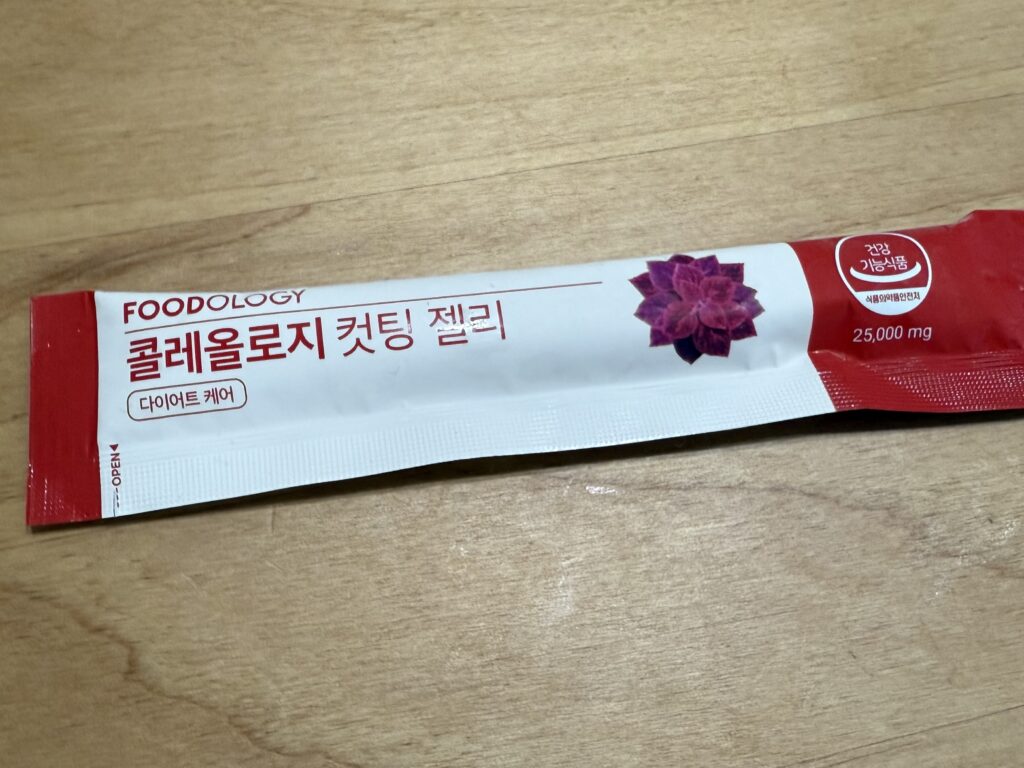 FOODOLOGY
콜레올로지 컷팅 젤리
다이어트 케어
OPEN
건강
기능식품
식품의약품안전처
25,000 mg